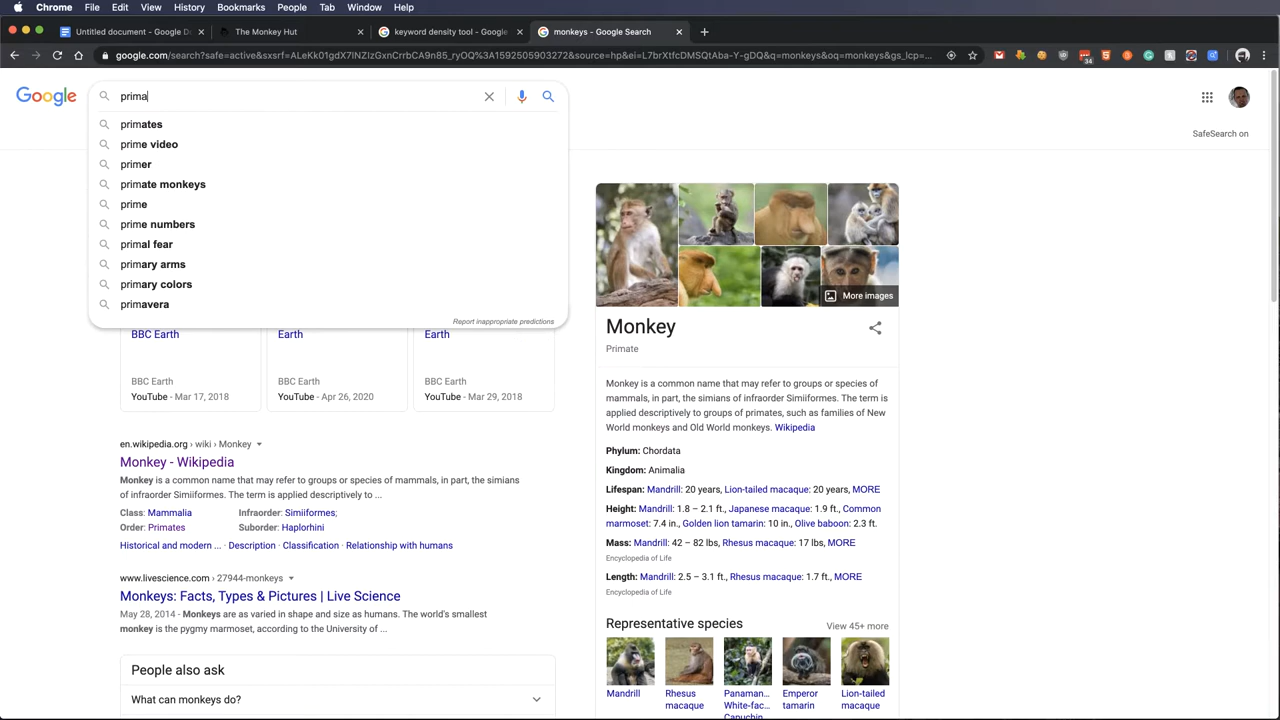 Chrome File Edit View History Bookmarks People Tab Window Help
Untitled document - Google D
The Monkey Hut
keyword density tool - Google
monkeys - Google Search
google.com/search?safe=active&sxsrf=ALeKk01gdX7lNZIzGxnCrrbCA9n85_ryOQ%3A1592505903272&source=hp&ei=L7brXtfcDMSQtAba-Y-gDQ&q=monkeys&oq=monkeys&gs_lcp=...
34
Google
prima
SafeSearch on
primates
prime video
primer
primate monkeys
prime
prime numbers
primal fear
primary arms
primary colors
primavera
Report inappropriate predictions
BBC Earth
Earth
Earth
BBC Earth
YouTube - Mar 17, 2018
BBC Earth
YouTube - Apr 26, 2020
BBC Earth
YouTube - Mar 29, 2018
en.wikipedia.org › wiki › Monkey
Monkey - Wikipedia
Monkey is a common name that may refer to groups or species of mammals, in part, the simians
of infraorder Simiiformes. The term is applied descriptively to ...
Class: Mammalia Infraorder: Simiiformes;
Order: Primates Suborder: Haplorhini
Historical and modern ... · Description · Classification · Relationship with humans
www.livescience.com › 27944-monkeys
Monkeys: Facts, Types & Pictures | Live Science
May 28, 2014 - Monkeys are as varied in shape and size as humans. The world's smallest
monkey is the pygmy marmoset, according to the University of ...
People also ask
What can monkeys do?
More images
Monkey
Primate
Monkey is a common name that may refer to groups or species of
mammals, in part, the simians of infraorder Simiiformes. The term is
applied descriptively to groups of primates, such as families of New
World monkeys and Old World monkeys. Wikipedia
Phylum: Chordata
Kingdom: Animalia
Lifespan: Mandrill: 20 years, Lion-tailed macaque: 20 years, MORE
Height: Mandrill: 1.8 – 2.1 ft., Japanese macaque: 1.9 ft., Common
marmoset: 7.4 in., Golden lion tamarin: 10 in., Olive baboon: 2.3 ft.
Mass: Mandrill: 42 – 82 lbs, Rhesus macaque: 17 lbs, MORE
Encyclopedia of Life
Length: Mandrill: 2.5 – 3.1 ft., Rhesus macaque: 1.7 ft., MORE
Encyclopedia of Life
Representative species
View 45+ more
Mandrill
Rhesus
macaque
Panaman...
White-fac...
Capuchin
Emperor
tamarin
Lion-tailed
macaque